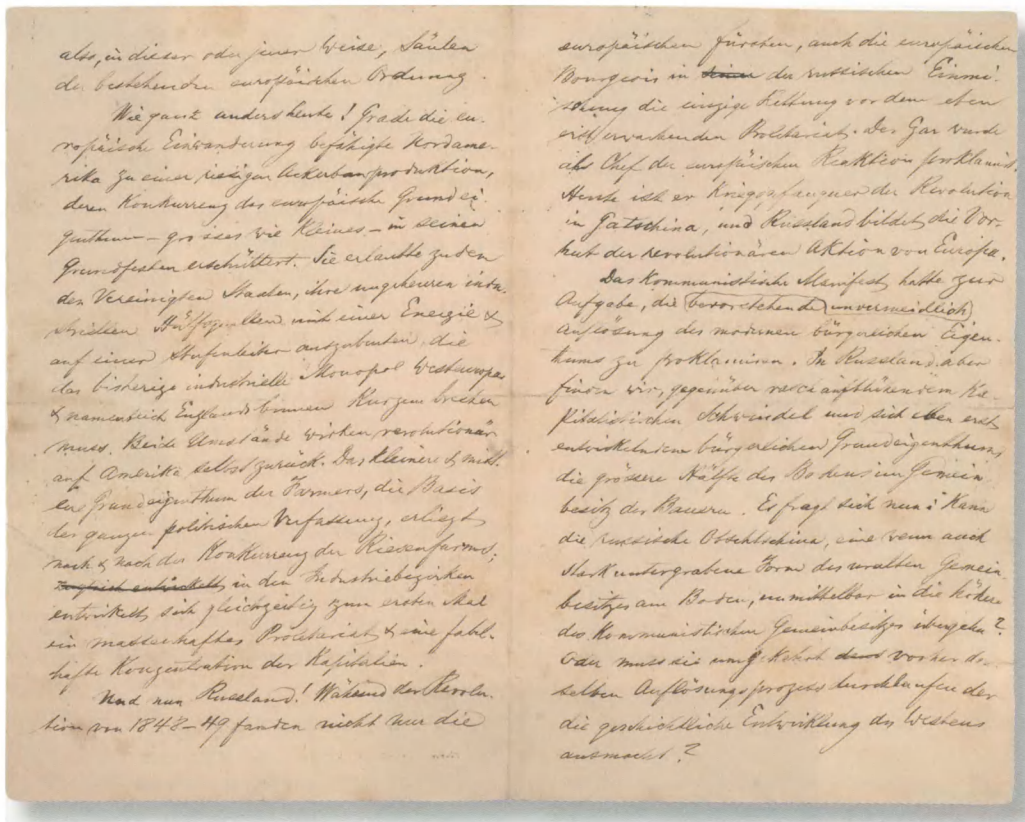 also, in dieser oder jener Weise, Säulen
der bestehenden europäischen Ordnung.
Wie ganz anders heute! Grade die eu-
ropäische Einwanderung befähigte Nordame-
rika zu einer riesigen Ackerbauproduktion,
deren Konkurrenz das europäische Grundei-
genthum – grosses wie kleines – in seinen
Grundfesten erschüttert. Sie erlaubte zudem
den Vereinigten Staaten, ihre ungeheuren indu-
striellen Hülfsquellen mit einer Energie &
auf einer Stufenleiter auszubeuten, die
das bisherige industrielle Monopol Westeuropas
& namentlich Englands binnen Kurzem brechen
muss. Beide Umstände wirken revolutionär
auf Amerika selbst zurück. Das kleinere & mittl-
ere Grundeigenthum der Farmers, die Basis
der ganzen politischen Verfassung, erliegt
nach & nach der Konkurrenz der Riesenfarms;
in den Industriebezirken
entwickelt sich gleichzeitig zum ersten Mal
ein massenhaftes Proletariat & eine fabel-
hafte Konzentration der Kapitalien.
Und nun Russland! Während der Revolu-
tion von 1848–49 fanden nicht nur die
europäischen Fürsten, auch die europäischen
Bourgeois in der russischen Einmi-
schung die einzige Rettung vor dem eben
erst erwachenden Proletariat. Der Zar wurde
als Chef der europäischen Reaktion proklamirt.
Heute ist er Kriegsgefangner der Revolution
in Gatschina, und Russland bildet die Vor-
hut der revolutionären Aktion von Europa.
Das Kommunistische Manifest hatte zur
Aufgabe, die bevorstehende unvermeidlich
Auflösung des modernen bürgerlichen Eigen-
thums zu proklamiren. In Russland aber
finden wir, gegenüber rasch aufblühendem ka-
pitalistischen Schwindel und sich eben erst
entwickelndem bürgerlichen Grundeigenthum,
die grössere Hälfte des Bodens im Gemein-
besitz der Bauern. Es fragt sich nun: Kann
die russische Obschtschina, eine wenn auch
stark untergrabene Form des uralten Gemein-
besitzes am Boden, unmittelbar in die höhere
des kommunistischen Gemeinbesitzes übergehn?
Oder muss sie umgekehrt vorher den-
selben Auflösungsprozess durchlaufen der
die geschichtliche Entwicklung des Westens
ausmacht?